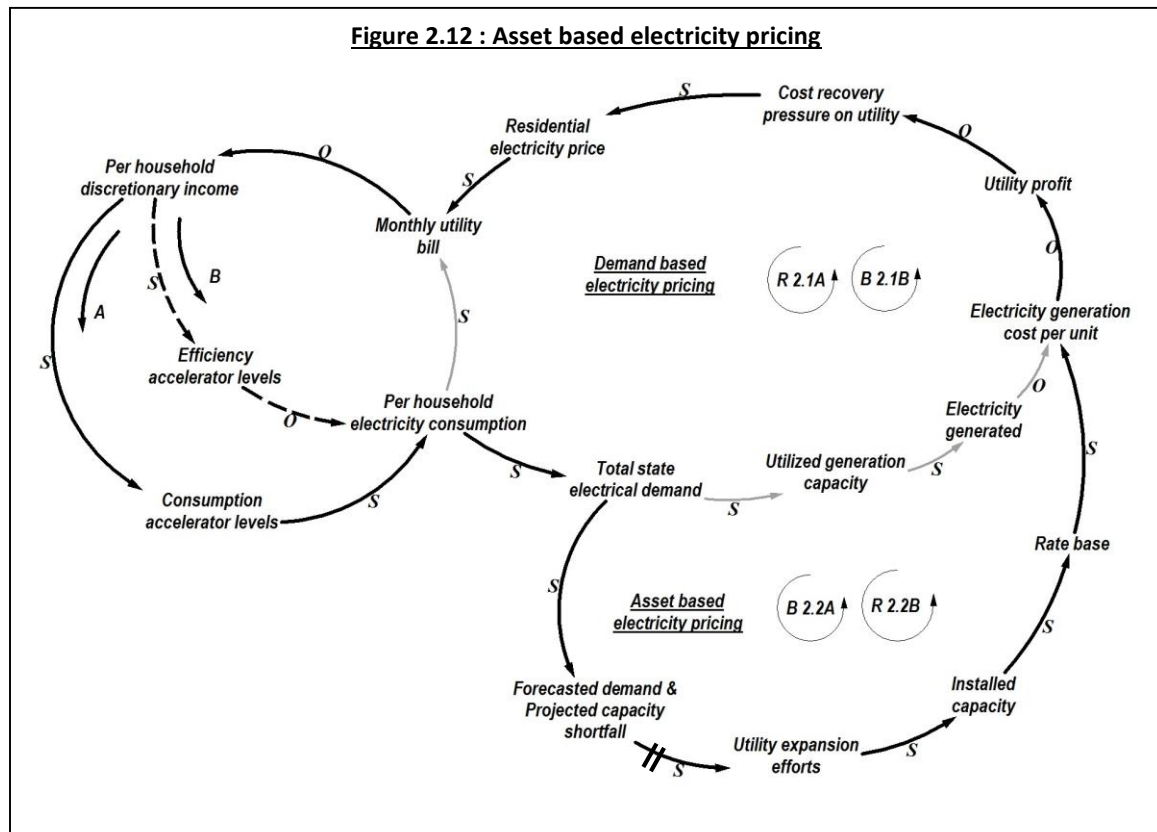 Figure 2.12 : Asset based electricity pricing
S
Cost recovery
pressure on utility
Residential
electricity price
O
O
Per household
discretionary income
S
Utility profit
Monthly utility
bill
O
S
B
A
Demand based
electricity pricing
R 2.1A
B 2.1B
Electricity generation
cost per unit
S
S
Efficiency
accelerator levels
O
Per household
electricity consumption
O
Electricity
generated
S
Total state
electrical demand
S
Utilized generation
capacity
S
S
S
Consumption
accelerator levels
S
Rate base
S
Asset based
electricity pricing
B 2.2A
R 2.2B
S
Forecasted demand &
Projected capacity
shortfall
Installed
capacity
S
Utility expansion
efforts
S